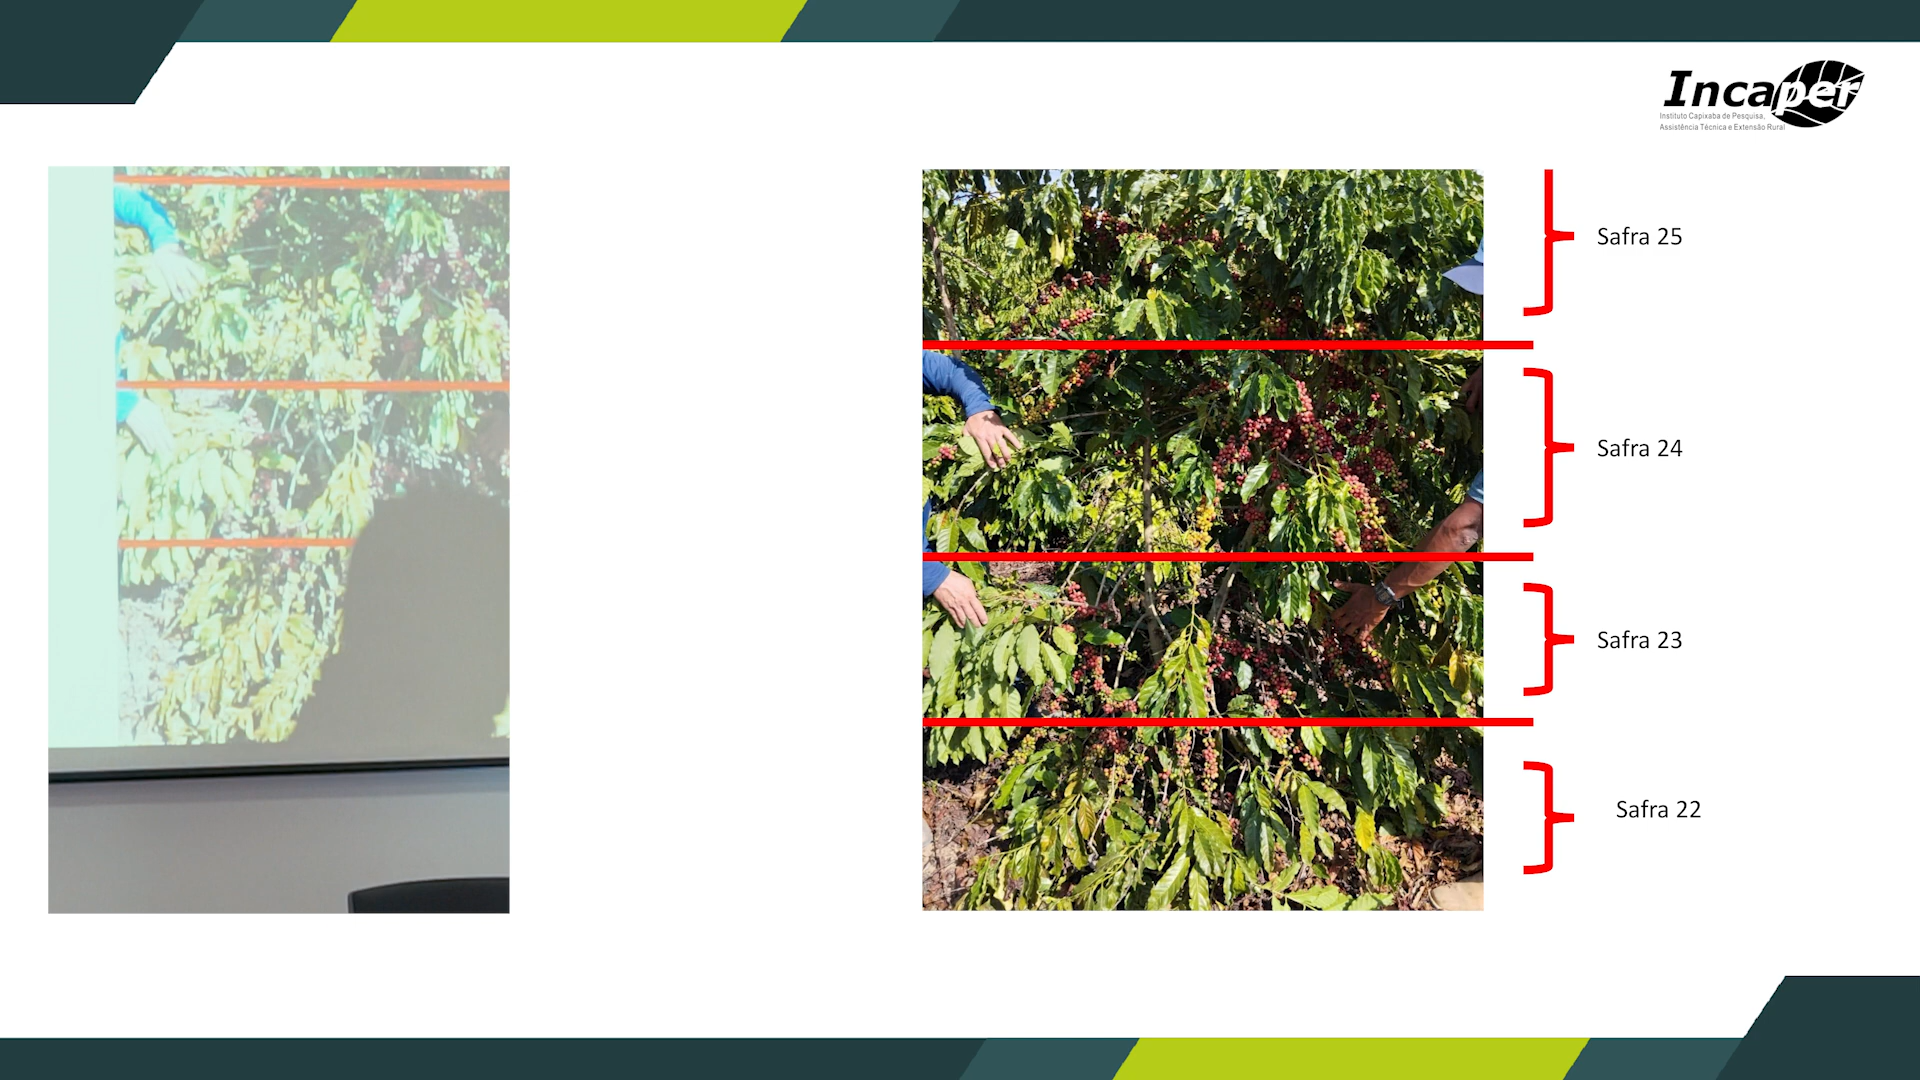 Incaper
Instituto Capixaba de Pesquisa,
Assistência Técnica e Extensão Rural
Safra 25
Safra 24
Safra 23
Safra 22